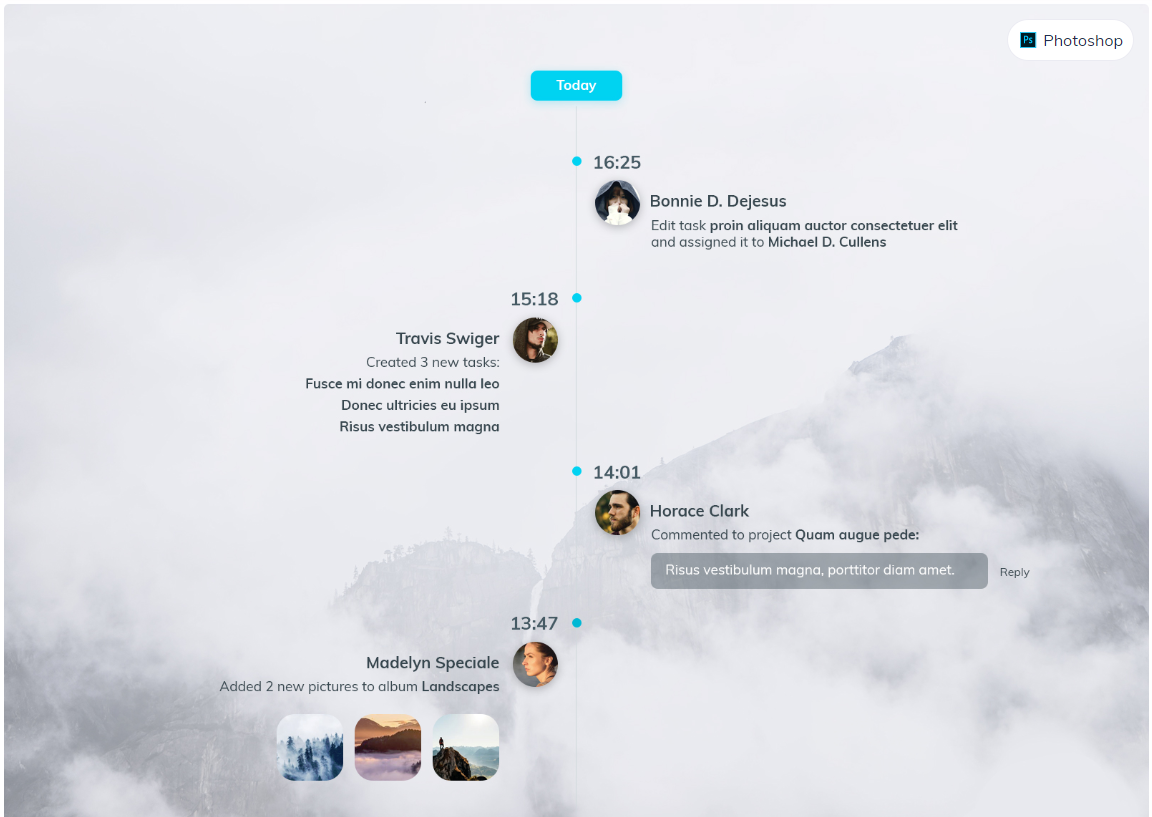 Ps Photoshop
Today
16:25
Bonnie D. Dejesus
Edit task proin aliquam auctor consectetuer elit
and assigned it to Michael D. Cullens
15:18
Travis Swiger
Created 3 new tasks:
Fusce mi donec enim nulla leo
Donec ultricies eu ipsum
Risus vestibulum magna
14:01
Horace Clark
Commented to project Quam augue pede:
Risus vestibulum magna, porttitor diam amet.
Reply
13:47
Madelyn Speciale
Added 2 new pictures to album Landscapes